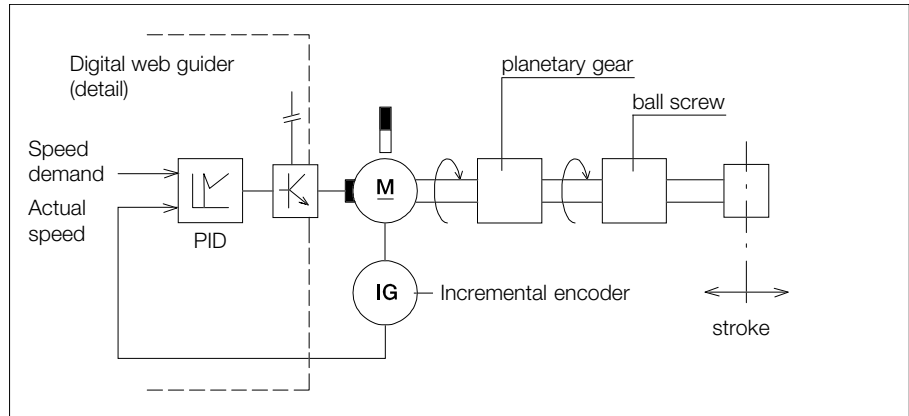 Digital web guider
(detail)
planetary gear
ball screw
Speed
demand
Actual
speed
PID
M
IG
Incremental encoder
stroke